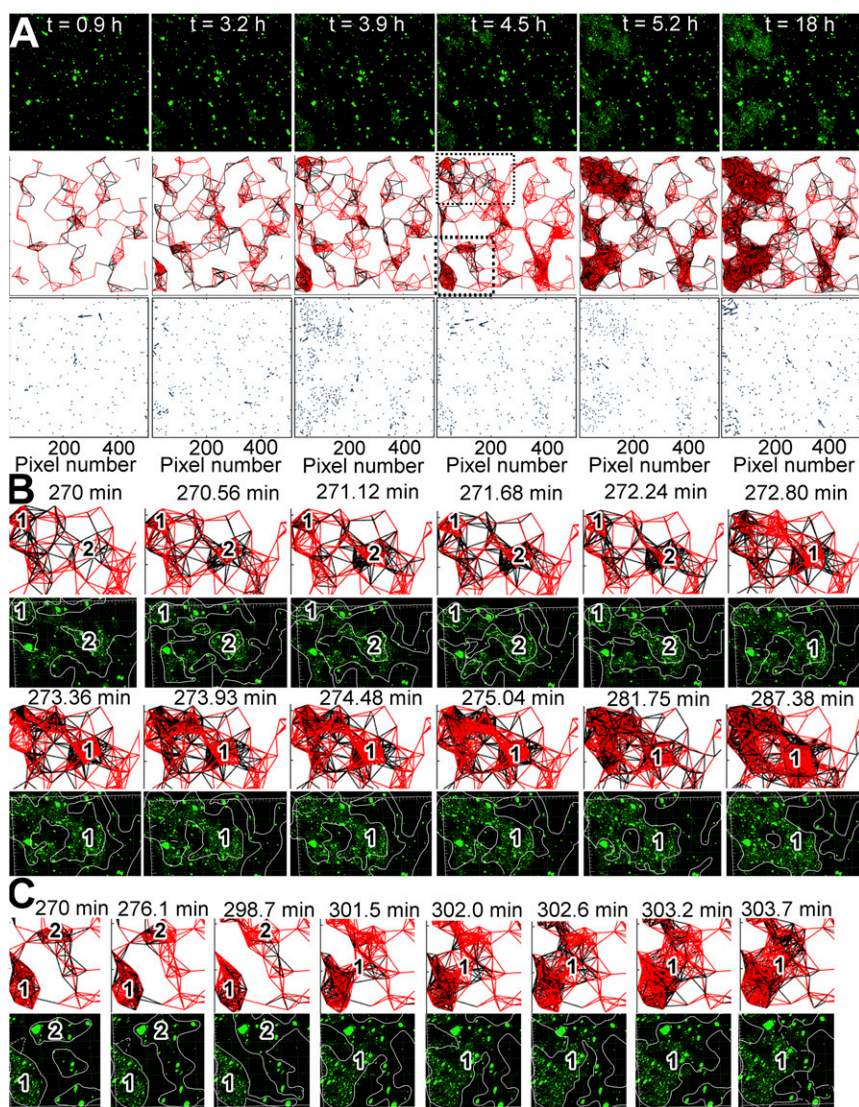 A
t = 0.9 h t = 3.2 h t = 3.9 h t = 4.5 h t = 5.2 h t = 18 h
200 400 200 400 200 400 200 400 200 400 200 400
Pixel number Pixel number Pixel number Pixel number Pixel number Pixel number
B
270 min 270.56 min 271.12 min 271.68 min 272.24 min 272.80 min
1 2 1 2 1 2 1 2 1 2 1
1 2 1 2 1 2 1 2 1 2 1
273.36 min 273.93 min 274.48 min 275.04 min 281.75 min 287.38 min
1 1 1 1 1 1
1 1 1 1 1 1
C
270 min 276.1 min 298.7 min 301.5 min 302.0 min 302.6 min 303.2 min 303.7 min
2 2 2
1 1 1 1 1 1 1 1
2 2 2
1 1 1 1 1 1 1 1